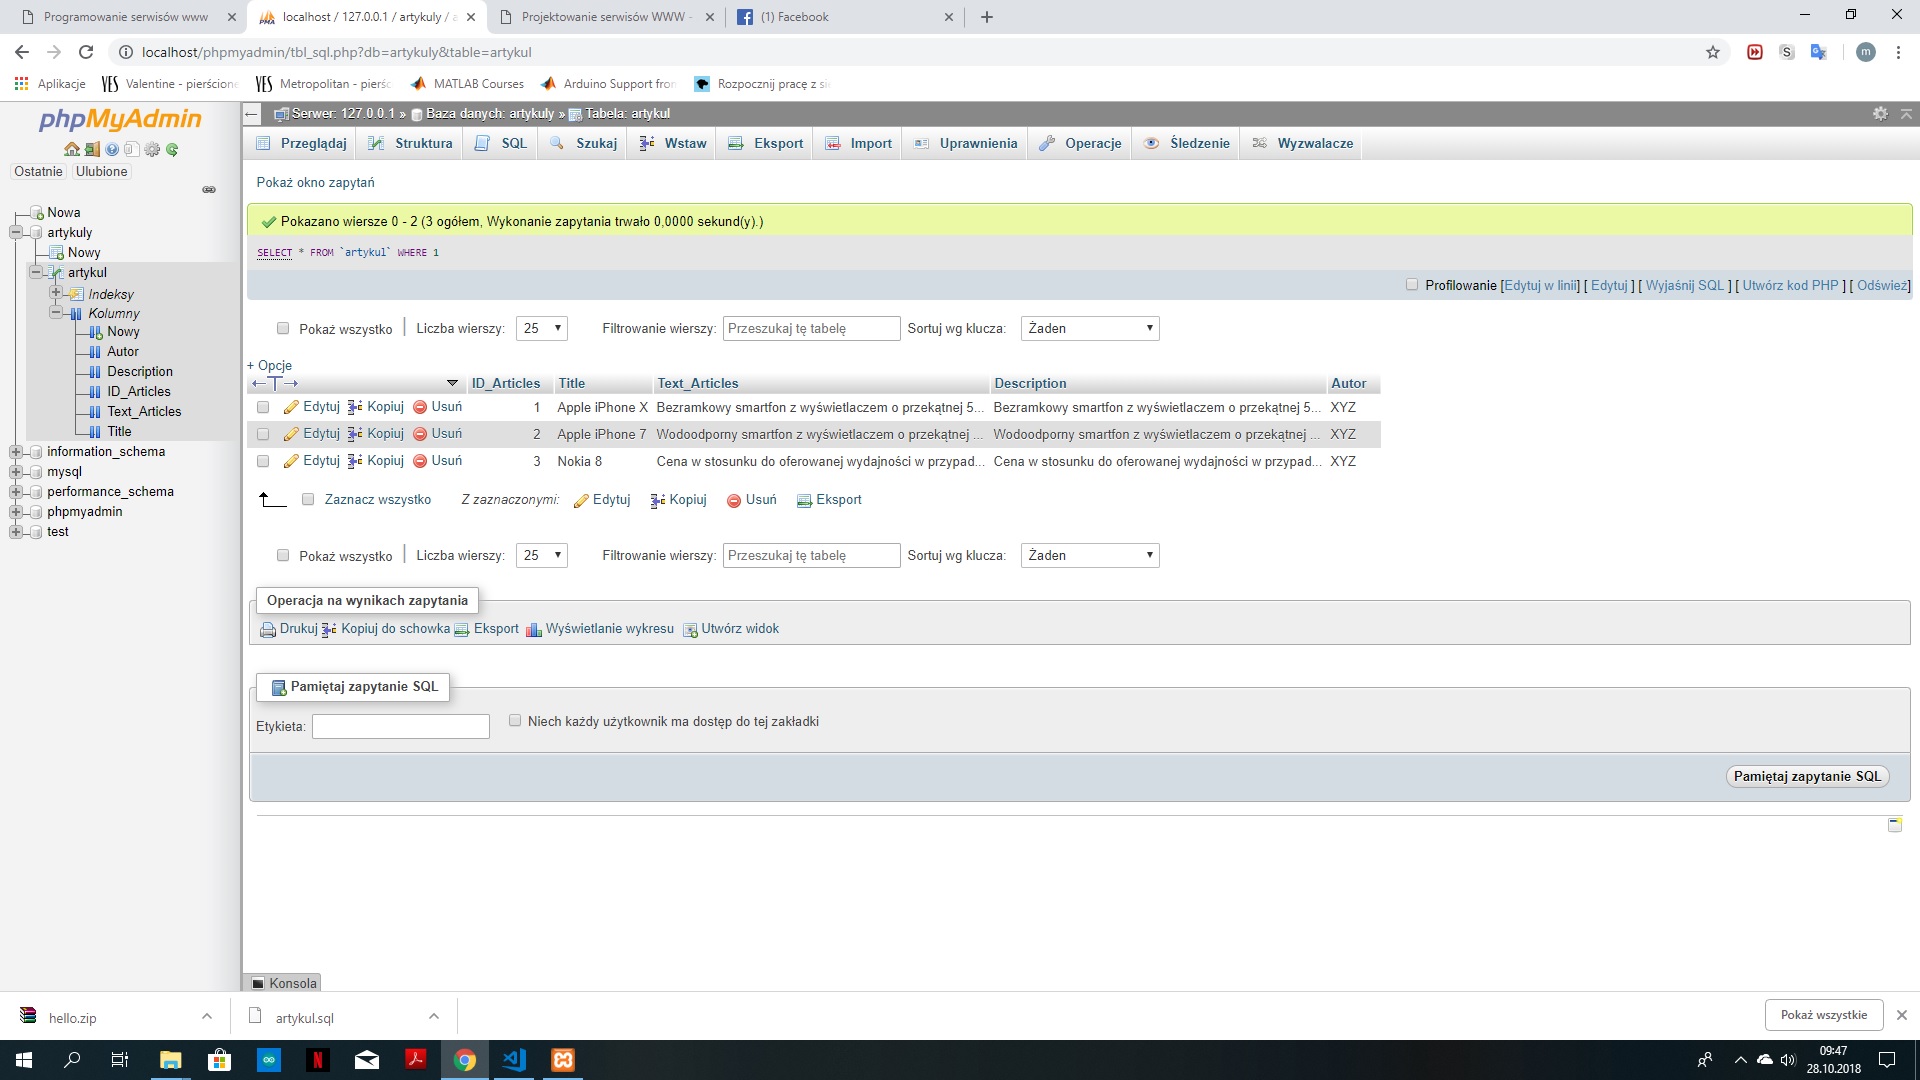 Programowanie serwisów www
localhost / 127.0.0.1 / artykuly / a
Projektowanie serwisów WWW -
(1) Facebook
localhost/phpmyadmin/tbl_sql.php?db=artykuly&table=artykul
S
m
Aplikacje
YES Valentine - pierścione
YES Metropolitan - pierśc
MATLAB Courses
Arduino Support from
Rozpocznij pracę z sie
phpMyAdmin
Ostatnie Ulubione
Nowa
artykuly
Nowy
artykul
Indeksy
Kolumny
Nowy
Autor
Description
ID_Articles
Text_Articles
Title
information_schema
mysql
performance_schema
phpmyadmin
test
Serwer: 127.0.0.1 » Baza danych: artykuly » Tabela: artykul
Przeglądaj Struktura SQL Szukaj Wstaw Eksport Import Uprawnienia Operacje Śledzenie Wyzwalacze
Pokaż okno zapytań
Pokazano wiersze 0 - 2 (3 ogółem, Wykonanie zapytania trwało 0,0000 sekund(y).)
SELECT * FROM `artykul` WHERE 1
Profilowanie [Edytuj w linii] [ Edytuj ] [ Wyjaśnij SQL ] [ Utwórz kod PHP ] [ Odśwież]
Pokaż wszystko Liczba wierszy: 25 Filtrowanie wierszy: Przeszukaj tę tabelę Sortuj wg klucza: Żaden
+ Opcje
←T→ ID_Articles Title Text_Articles Description Autor
Edytuj Kopiuj Usuń 1 Apple iPhone X Bezramkowy smartfon z wyświetlaczem o przekątnej 5... Bezramkowy smartfon z wyświetlaczem o przekątnej 5... XYZ
Edytuj Kopiuj Usuń 2 Apple iPhone 7 Wodoodporny smartfon z wyświetlaczem o przekątnej ... Wodoodporny smartfon z wyświetlaczem o przekątnej ... XYZ
Edytuj Kopiuj Usuń 3 Nokia 8 Cena w stosunku do oferowanej wydajności w przypad... Cena w stosunku do oferowanej wydajności w przypad... XYZ
Zaznacz wszystko Z zaznaczonymi: Edytuj Kopiuj Usuń Eksport
Pokaż wszystko Liczba wierszy: 25 Filtrowanie wierszy: Przeszukaj tę tabelę Sortuj wg klucza: Żaden
Operacja na wynikach zapytania
Drukuj Kopiuj do schowka Eksport Wyświetlanie wykresu Utwórz widok
Pamiętaj zapytanie SQL
Etykieta: Niech każdy użytkownik ma dostęp do tej zakładki
Pamiętaj zapytanie SQL
Konsola
hello.zip
artykul.sql
Pokaż wszystkie
09:47
28.10.2018